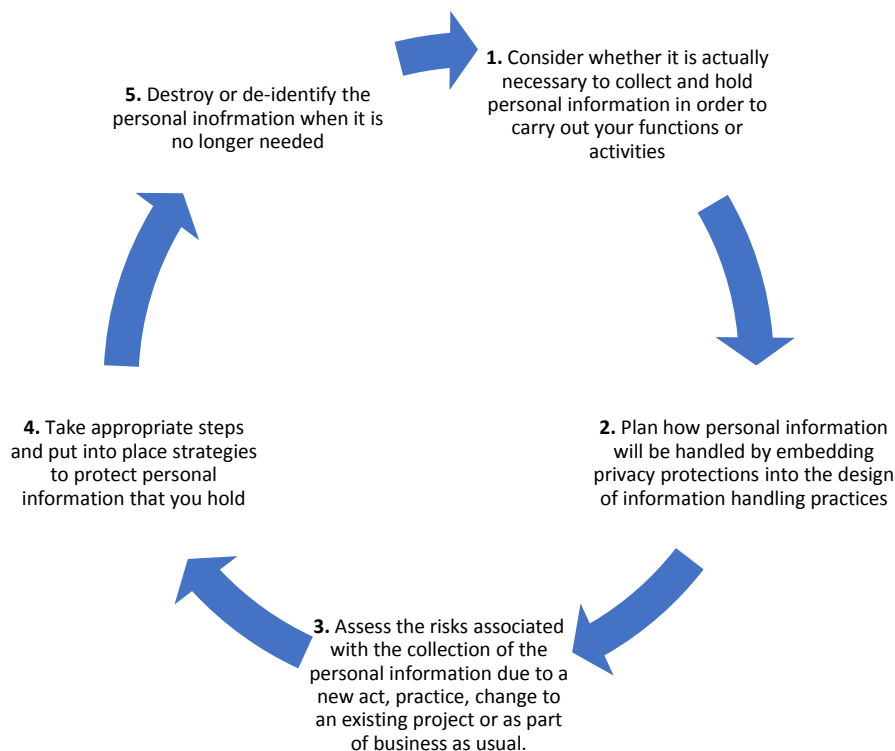 1. Consider whether it is actually
necessary to collect and hold
personal information in order to
carry out your functions or
activities
2. Plan how personal information
will be handled by embedding
privacy protections into the design
of information handling practices
3. Assess the risks associated
with the collection of the
personal information due to a
new act, practice, change to
an existing project or as part
of business as usual.
4. Take appropriate steps
and put into place strategies
to protect personal
information that you hold
5. Destroy or de-identify the
personal inofrmation when it is
no longer needed